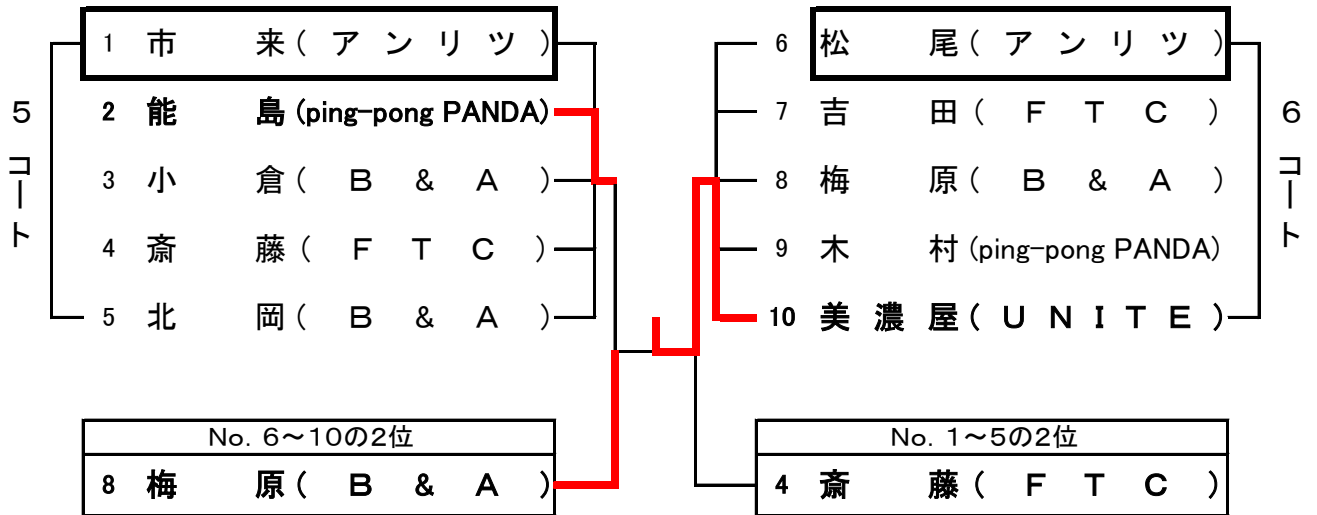 5コート
1 市来(アンリツ)
2 能島(ping-pong PANDA)
3 小倉(B&A)
4 斎藤(FTC)
5 北岡(B&A)
No. 6～10の2位
8 梅原(B&A)
6 松尾(アンリツ)
7 吉田(FTC)
8 梅原(B&A)
9 木村(ping-pong PANDA)
10 美濃屋(UNITE)
6コート
No. 1～5の2位
4 斎藤(FTC)